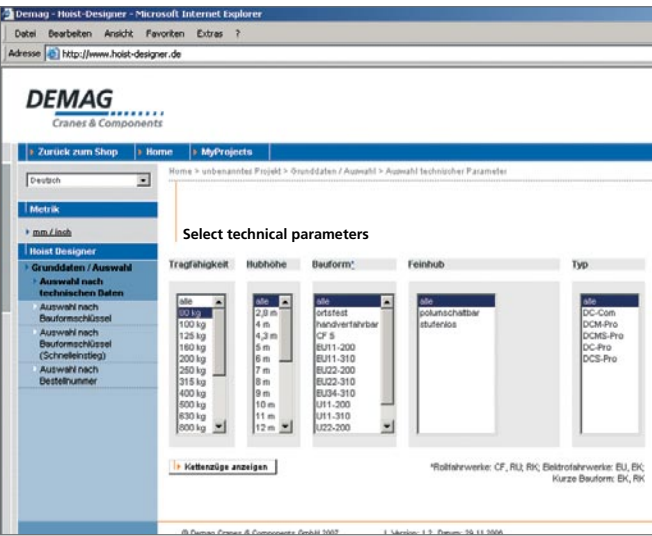 Demag - Hoist-Designer - Microsoft Internet Explorer
Datei Bearbeiten Ansicht Favoriten Extras ?
Adresse http://www.hoist-designer.de
DEMAG
Cranes & Components
Zurück zum Shop Home MyProjects
Deutsch
Home > unbenanntes Projekt > Grunddaten / Auswahl > Auswahl technischer Parameter
Metrik
mm / inch
Hoist Designer
Grunddaten / Auswahl
Auswahl nach
technischen Daten
Auswahl nach
Bauformschlüssel
Auswahl nach
Bauformschlüssel
(Schnelleinstieg)
Auswahl nach
Bestellnummer
Select technical parameters
Tragfähigkeit Hubhöhe Bauform* Feinhub Typ
alle
80 kg
100 kg
125 kg
160 kg
200 kg
250 kg
315 kg
400 kg
500 kg
630 kg
800 kg
alle
2,8 m
4 m
4,3 m
5 m
6 m
7 m
8 m
9 m
10 m
11 m
12 m
alle
ortsfest
handverfahrbar
CF 5
EU11-200
EU11-310
EU22-200
EU22-310
EU34-310
U11-200
U11-310
U22-200
alle
polumschaltbar
stufenlos
alle
DC-Com
DCM-Pro
DCMS-Pro
DC-Pro
DCS-Pro
Kettenzüge anzeigen
*Rollfahrwerke: CF, RU, RK; Elektrofahrwerke: EU, EK;
Kurze Bauform: EK, RK
© Demag Cranes & Components GmbH 2007 | Version: 1.2, Datum: 29.11.2006